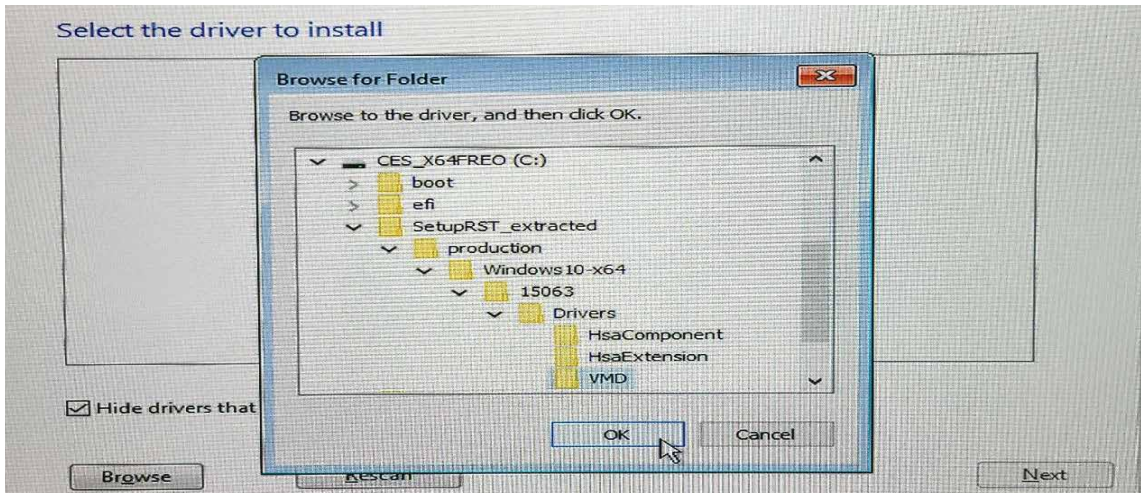 Select the driver to install
Browse for Folder
Browse to the driver, and then click OK.
CES_X64FREO (C:)
boot
efi
SetupRST_extracted
production
Windows10-x64
15063
Drivers
HsaComponent
HsaExtension
VMD
Hide drivers that
OK
Cancel
Browse
Rescan
Next